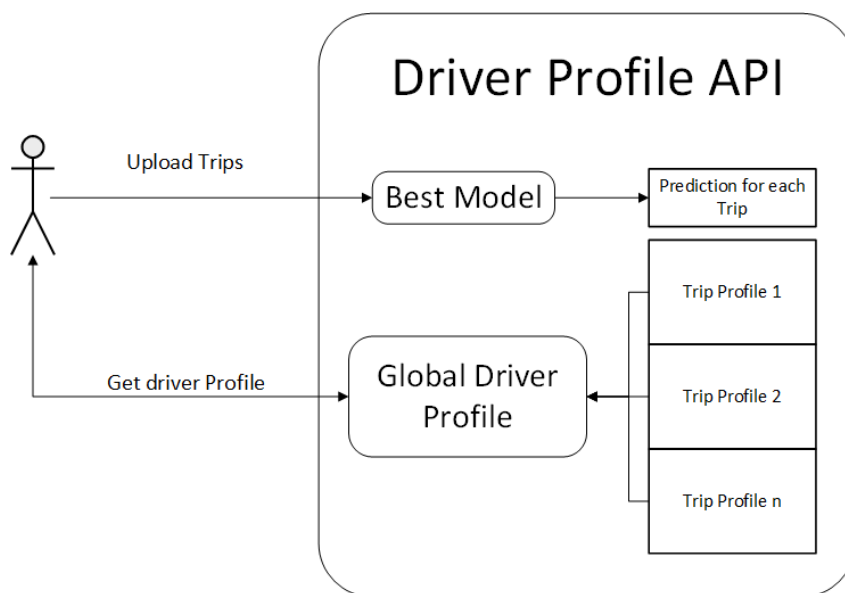 Driver Profile API
Upload Trips
Best Model
Prediction for each
Trip
Trip Profile 1
Get driver Profile
Global Driver
Profile
Trip Profile 2
Trip Profile n